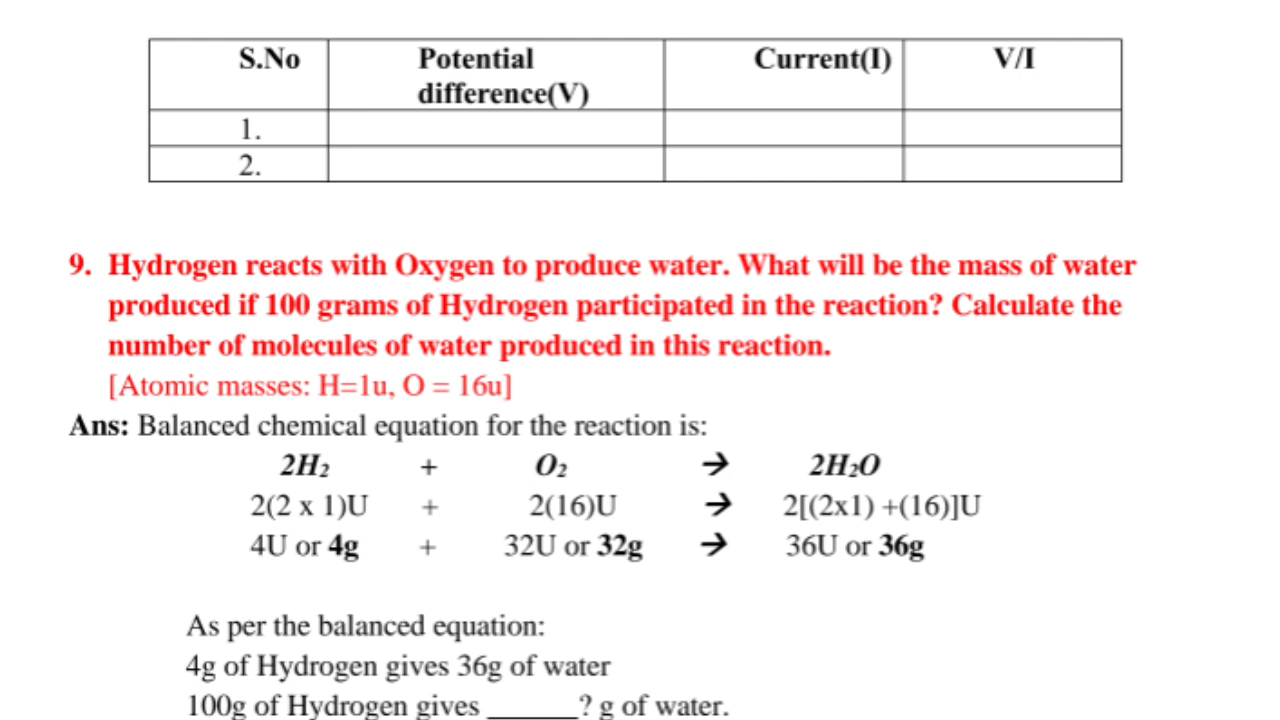 S.No Potential difference(V) Current(I) V/I
1.
2.
9. Hydrogen reacts with Oxygen to produce water. What will be the mass of water
produced if 100 grams of Hydrogen participated in the reaction? Calculate the
number of molecules of water produced in this reaction.
[Atomic masses: H=1u, O = 16u]
Ans: Balanced chemical equation for the reaction is:
2H₂ + O₂ → 2H₂O
2(2 x 1)U + 2(16)U → 2[(2x1) +(16)]U
4U or 4g + 32U or 32g → 36U or 36g
As per the balanced equation:
4g of Hydrogen gives 36g of water
100g of Hydrogen gives ______? g of water.